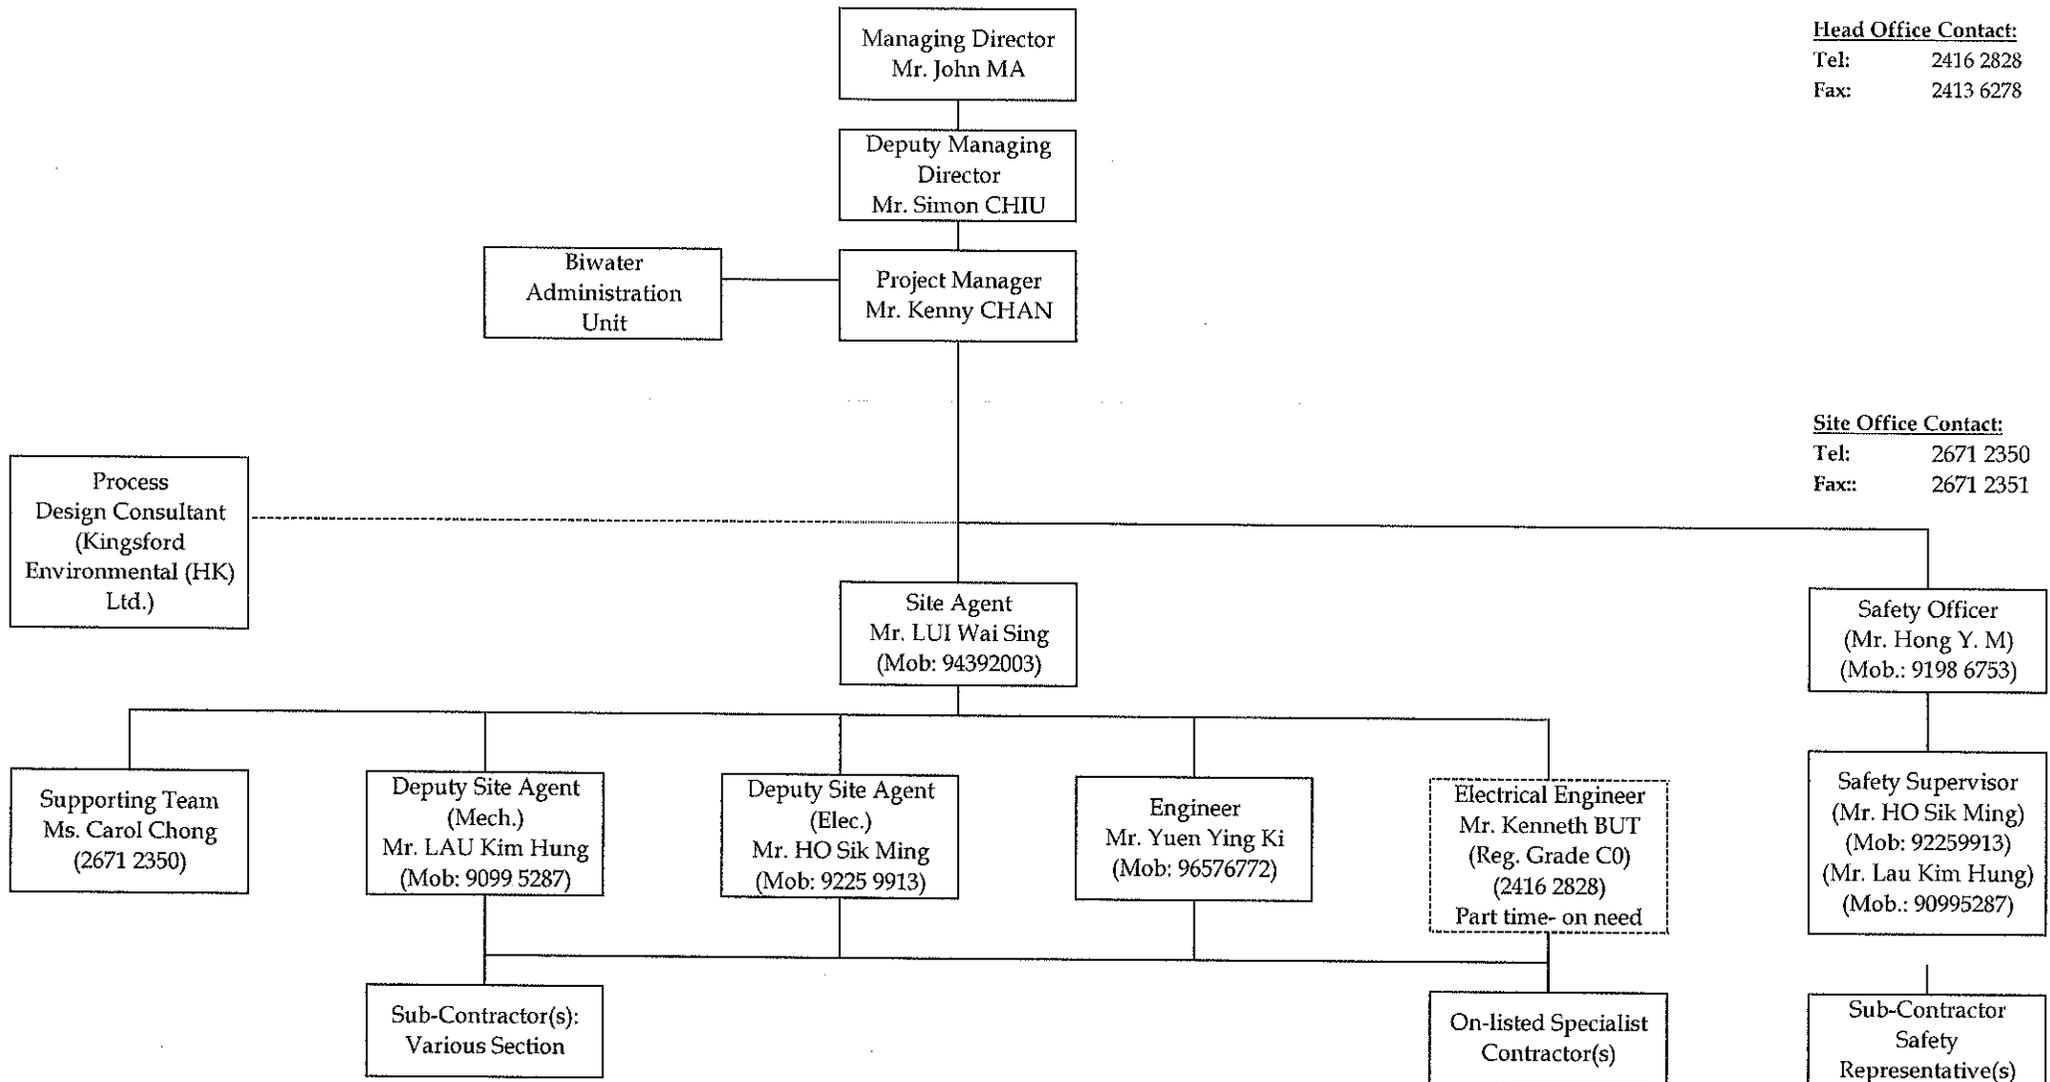 Managing Director
Mr. John MA
Head Office Contact:
Tel: 2416 2828
Fax: 2413 6278
Deputy Managing
Director
Mr. Simon CHIU
Biwater
Administration
Unit
Project Manager
Mr. Kenny CHAN
Site Office Contact:
Tel: 2671 2350
Fax:: 2671 2351
Process
Design Consultant
(Kingsford
Environmental (HK)
Ltd.)
Site Agent
Mr. LUI Wai Sing
(Mob: 94392003)
Safety Officer
(Mr. Hong Y. M)
(Mob.: 9198 6753)
Supporting Team
Ms. Carol Chong
(2671 2350)
Deputy Site Agent
(Mech.)
Mr. LAU Kim Hung
(Mob: 9099 5287)
Deputy Site Agent
(Elec.)
Mr. HO Sik Ming
(Mob: 9225 9913)
Engineer
Mr. Yuen Ying Ki
(Mob: 96576772)
Electrical Engineer
Mr. Kenneth BUT
(Reg. Grade C0)
(2416 2828)
Part time- on need
Safety Supervisor
(Mr. HO Sik Ming)
(Mob: 92259913)
(Mr. Lau Kim Hung)
(Mob.: 90995287)
Sub-Contractor(s):
Various Section
On-listed Specialist
Contractor(s)
Sub-Contractor
Safety
Representative(s)